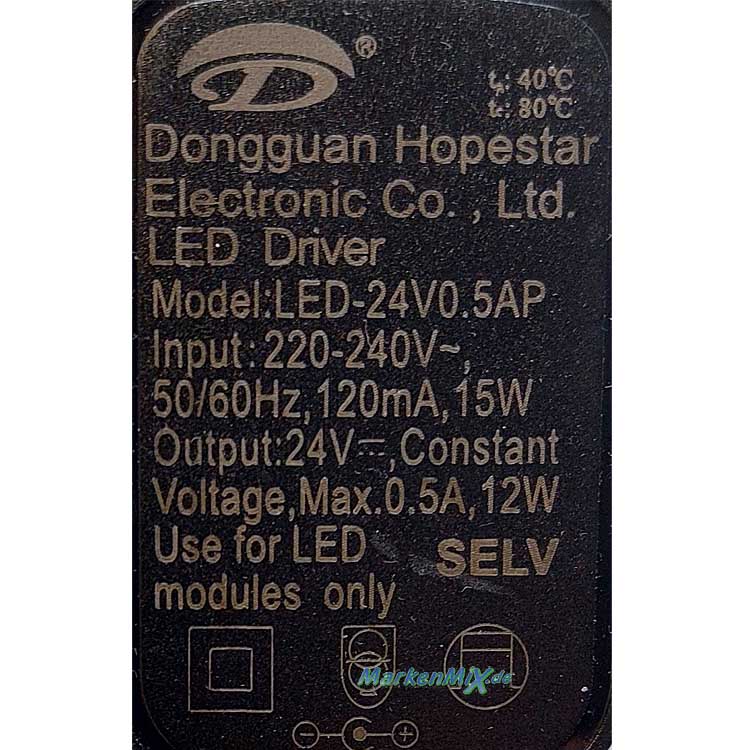 D®
ta: 40℃
tc: 80℃
Dongguan Hopestar
Electronic Co. , Ltd.
LED Driver
Model:LED-24V0.5AP
Input:220-240V~,
50/60Hz,120mA,15W
Output:24V⎓,Constant
Voltage,Max.0.5A,12W
Use for LED SELV
modules only
MarkenMix.de
- +